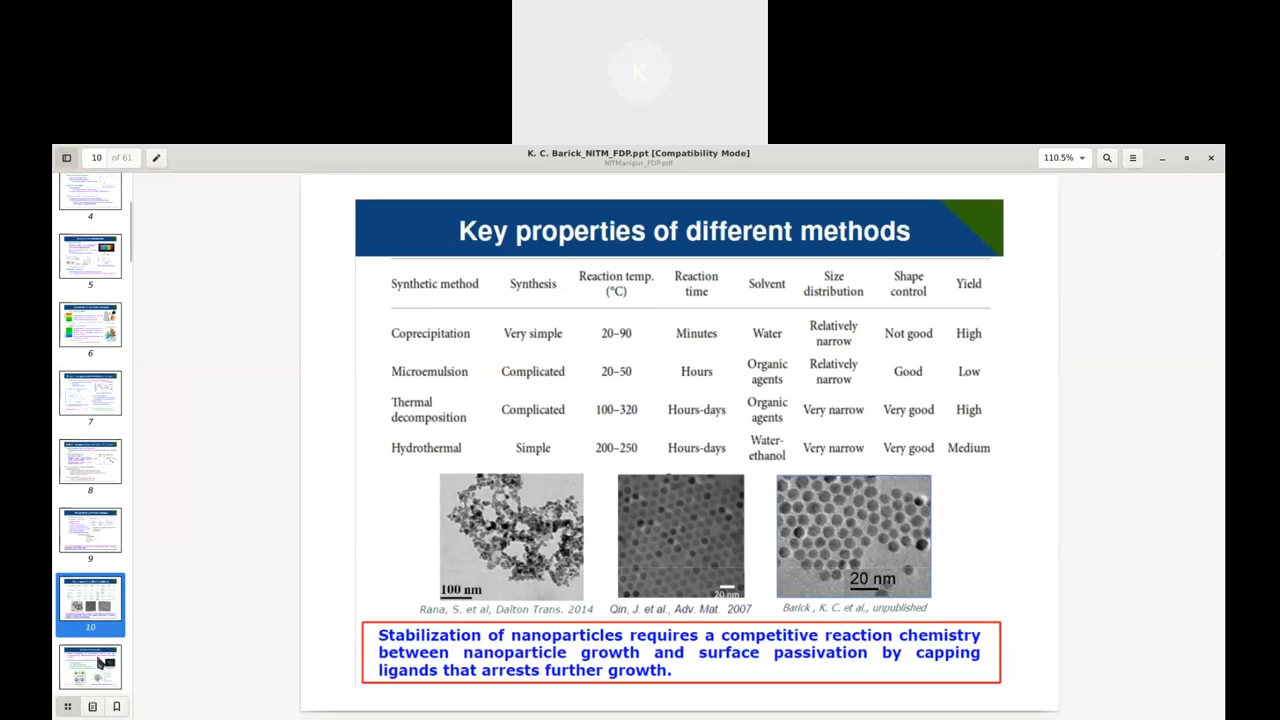 K
10 of 61
K. C. Barick_NITM_FDP.ppt [Compatibility Mode]
NITManipur_FDP.pdf
110.5%
4
5
6
7
8
9
10
Key properties of different methods
Synthetic method Synthesis Reaction temp. (°C) Reaction time Solvent Size distribution Shape control Yield
Coprecipitation Very simple 20–90 Minutes Water Relatively narrow Not good High
Microemulsion Complicated 20–50 Hours Organic agents Relatively narrow Good Low
Thermal decomposition Complicated 100–320 Hours-days Organic agents Very narrow Very good High
Hydrothermal Simple 200–250 Hours-days Water-ethanol Very narrow Very good Medium
100 nm
20 nm
20 nm
Rana, S. et al, Dalton Trans. 2014
Qin, J. et al., Adv. Mat. 2007
Barick , K. C. et al., unpublished
Stabilization of nanoparticles requires a competitive reaction chemistry
between nanoparticle growth and surface passivation by capping
ligands that arrests further growth.